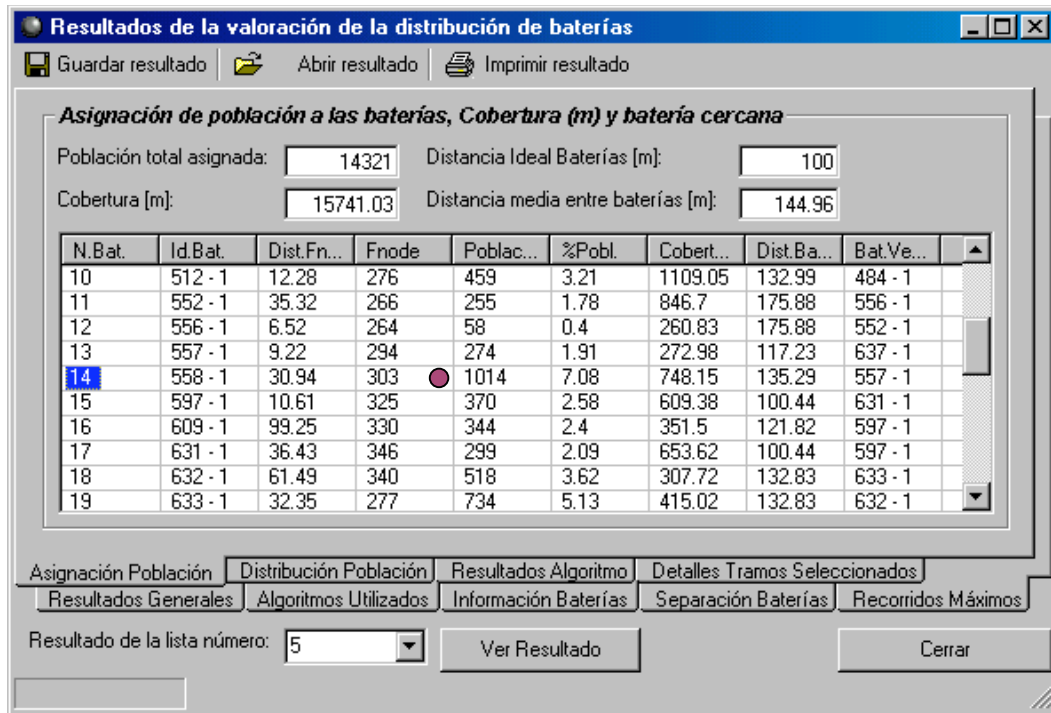 Resultados de la valoración de la distribución de baterías
Guardar resultado Abrir resultado Imprimir resultado
Asignación de población a las baterías, Cobertura (m) y batería cercana
Población total asignada: 14321 Distancia Ideal Baterías [m]: 100
Cobertura [m]: 15741.03 Distancia media entre baterías [m]: 144.96
N.Bat. Id.Bat. Dist.Fn... Fnode Poblac... %Pobl. Cobert... Dist.Ba... Bat.Ve...
10 512 - 1 12.28 276 459 3.21 1109.05 132.99 484 - 1
11 552 - 1 35.32 266 255 1.78 846.7 175.88 556 - 1
12 556 - 1 6.52 264 58 0.4 260.83 175.88 552 - 1
13 557 - 1 9.22 294 274 1.91 272.98 117.23 637 - 1
14 558 - 1 30.94 303 1014 7.08 748.15 135.29 557 - 1
15 597 - 1 10.61 325 370 2.58 609.38 100.44 631 - 1
16 609 - 1 99.25 330 344 2.4 351.5 121.82 597 - 1
17 631 - 1 36.43 346 299 2.09 653.62 100.44 597 - 1
18 632 - 1 61.49 340 518 3.62 307.72 132.83 633 - 1
19 633 - 1 32.35 277 734 5.13 415.02 132.83 632 - 1
Asignación Población Distribución Población Resultados Algoritmo Detalles Tramos Seleccionados
Resultados Generales Algoritmos Utilizados Información Baterías Separación Baterías Recorridos Máximos
Resultado de la lista número: 5 Ver Resultado Cerrar